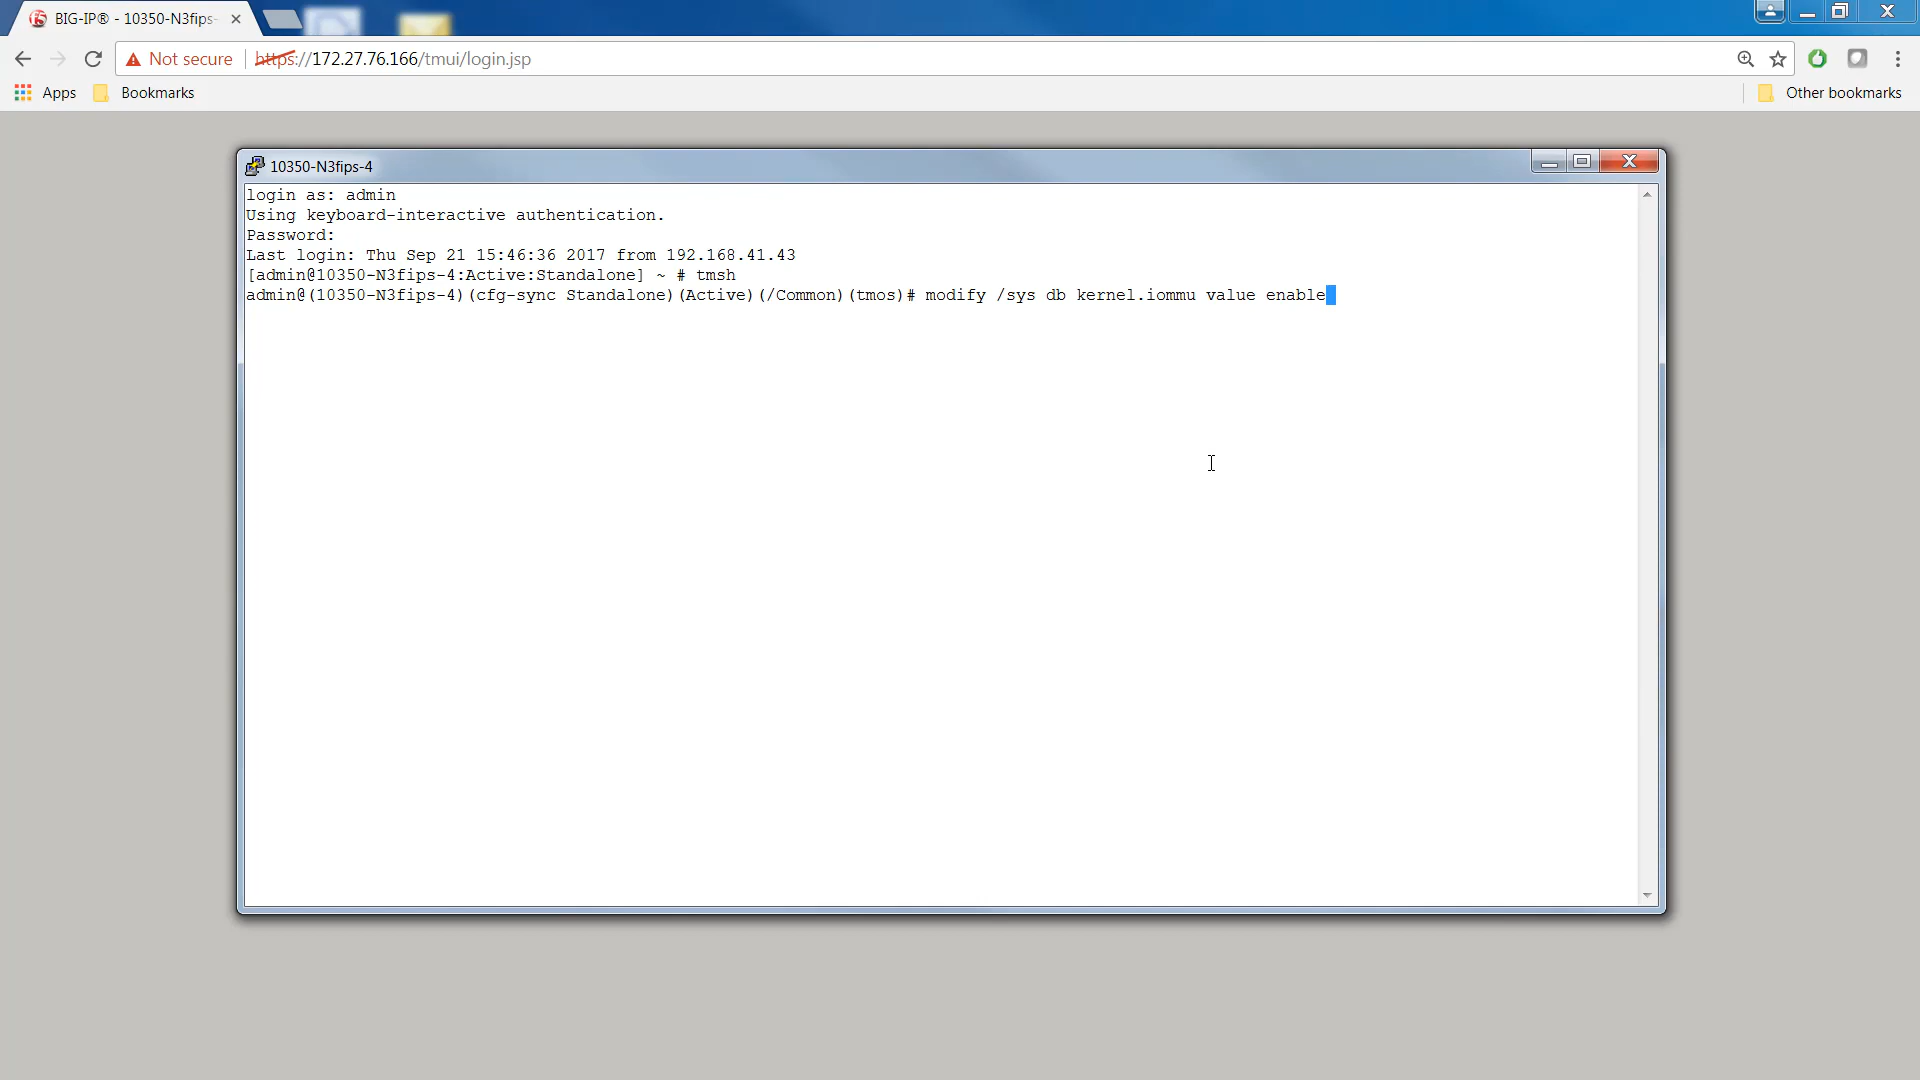 BIG-IP® - 10350-N3fips-
Not secure https://172.27.76.166/tmui/login.jsp
Apps Bookmarks Other bookmarks
10350-N3fips-4
login as: admin
Using keyboard-interactive authentication.
Password:
Last login: Thu Sep 21 15:46:36 2017 from 192.168.41.43
[admin@10350-N3fips-4:Active:Standalone] ~ # tmsh
admin@(10350-N3fips-4)(cfg-sync Standalone)(Active)(/Common)(tmos)# modify /sys db kernel.iommu value enable